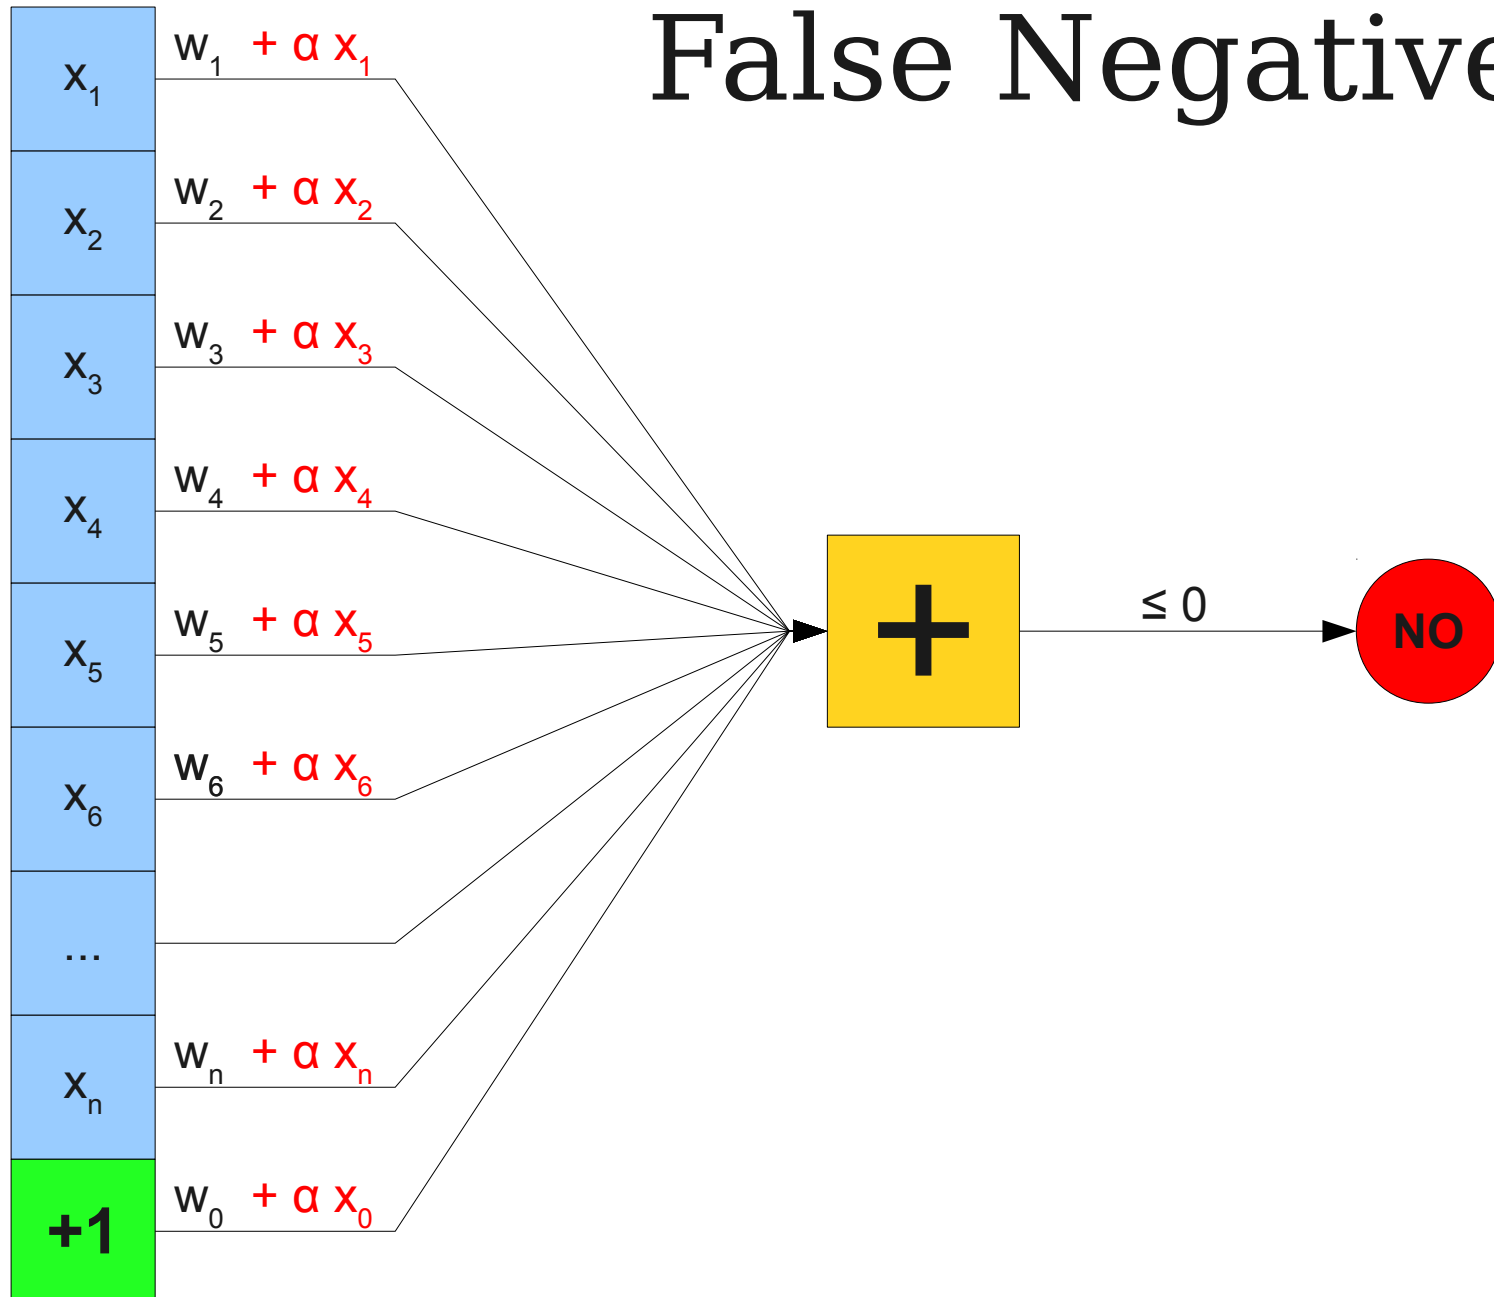 False Negative
x₁
w₁ + α x₁
x₂
w₂ + α x₂
x₃
w₃ + α x₃
x₄
w₄ + α x₄
x₅
w₅ + α x₅
x₆
w₆ + α x₆
...
xₙ
wₙ + α xₙ
+1
w₀ + α x₀
+
≤ 0
NO